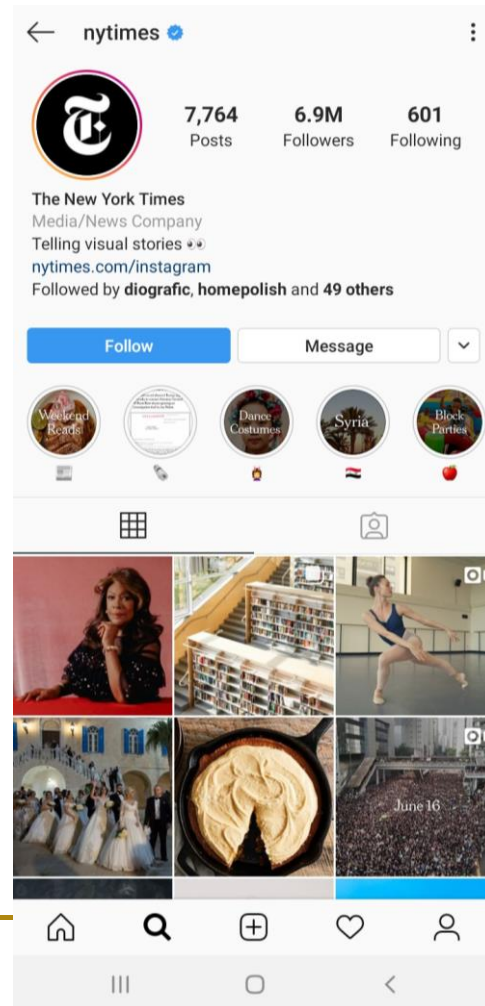 nytimes
7,764 6.9M 601
Posts Followers Following
The New York Times
Media/News Company
Telling visual stories 👀
nytimes.com/instagram
Followed by diografic, homepolish and 49 others
Follow Message
Weekend Reads
Dance Costumes
Syria
Block Parties
June 16